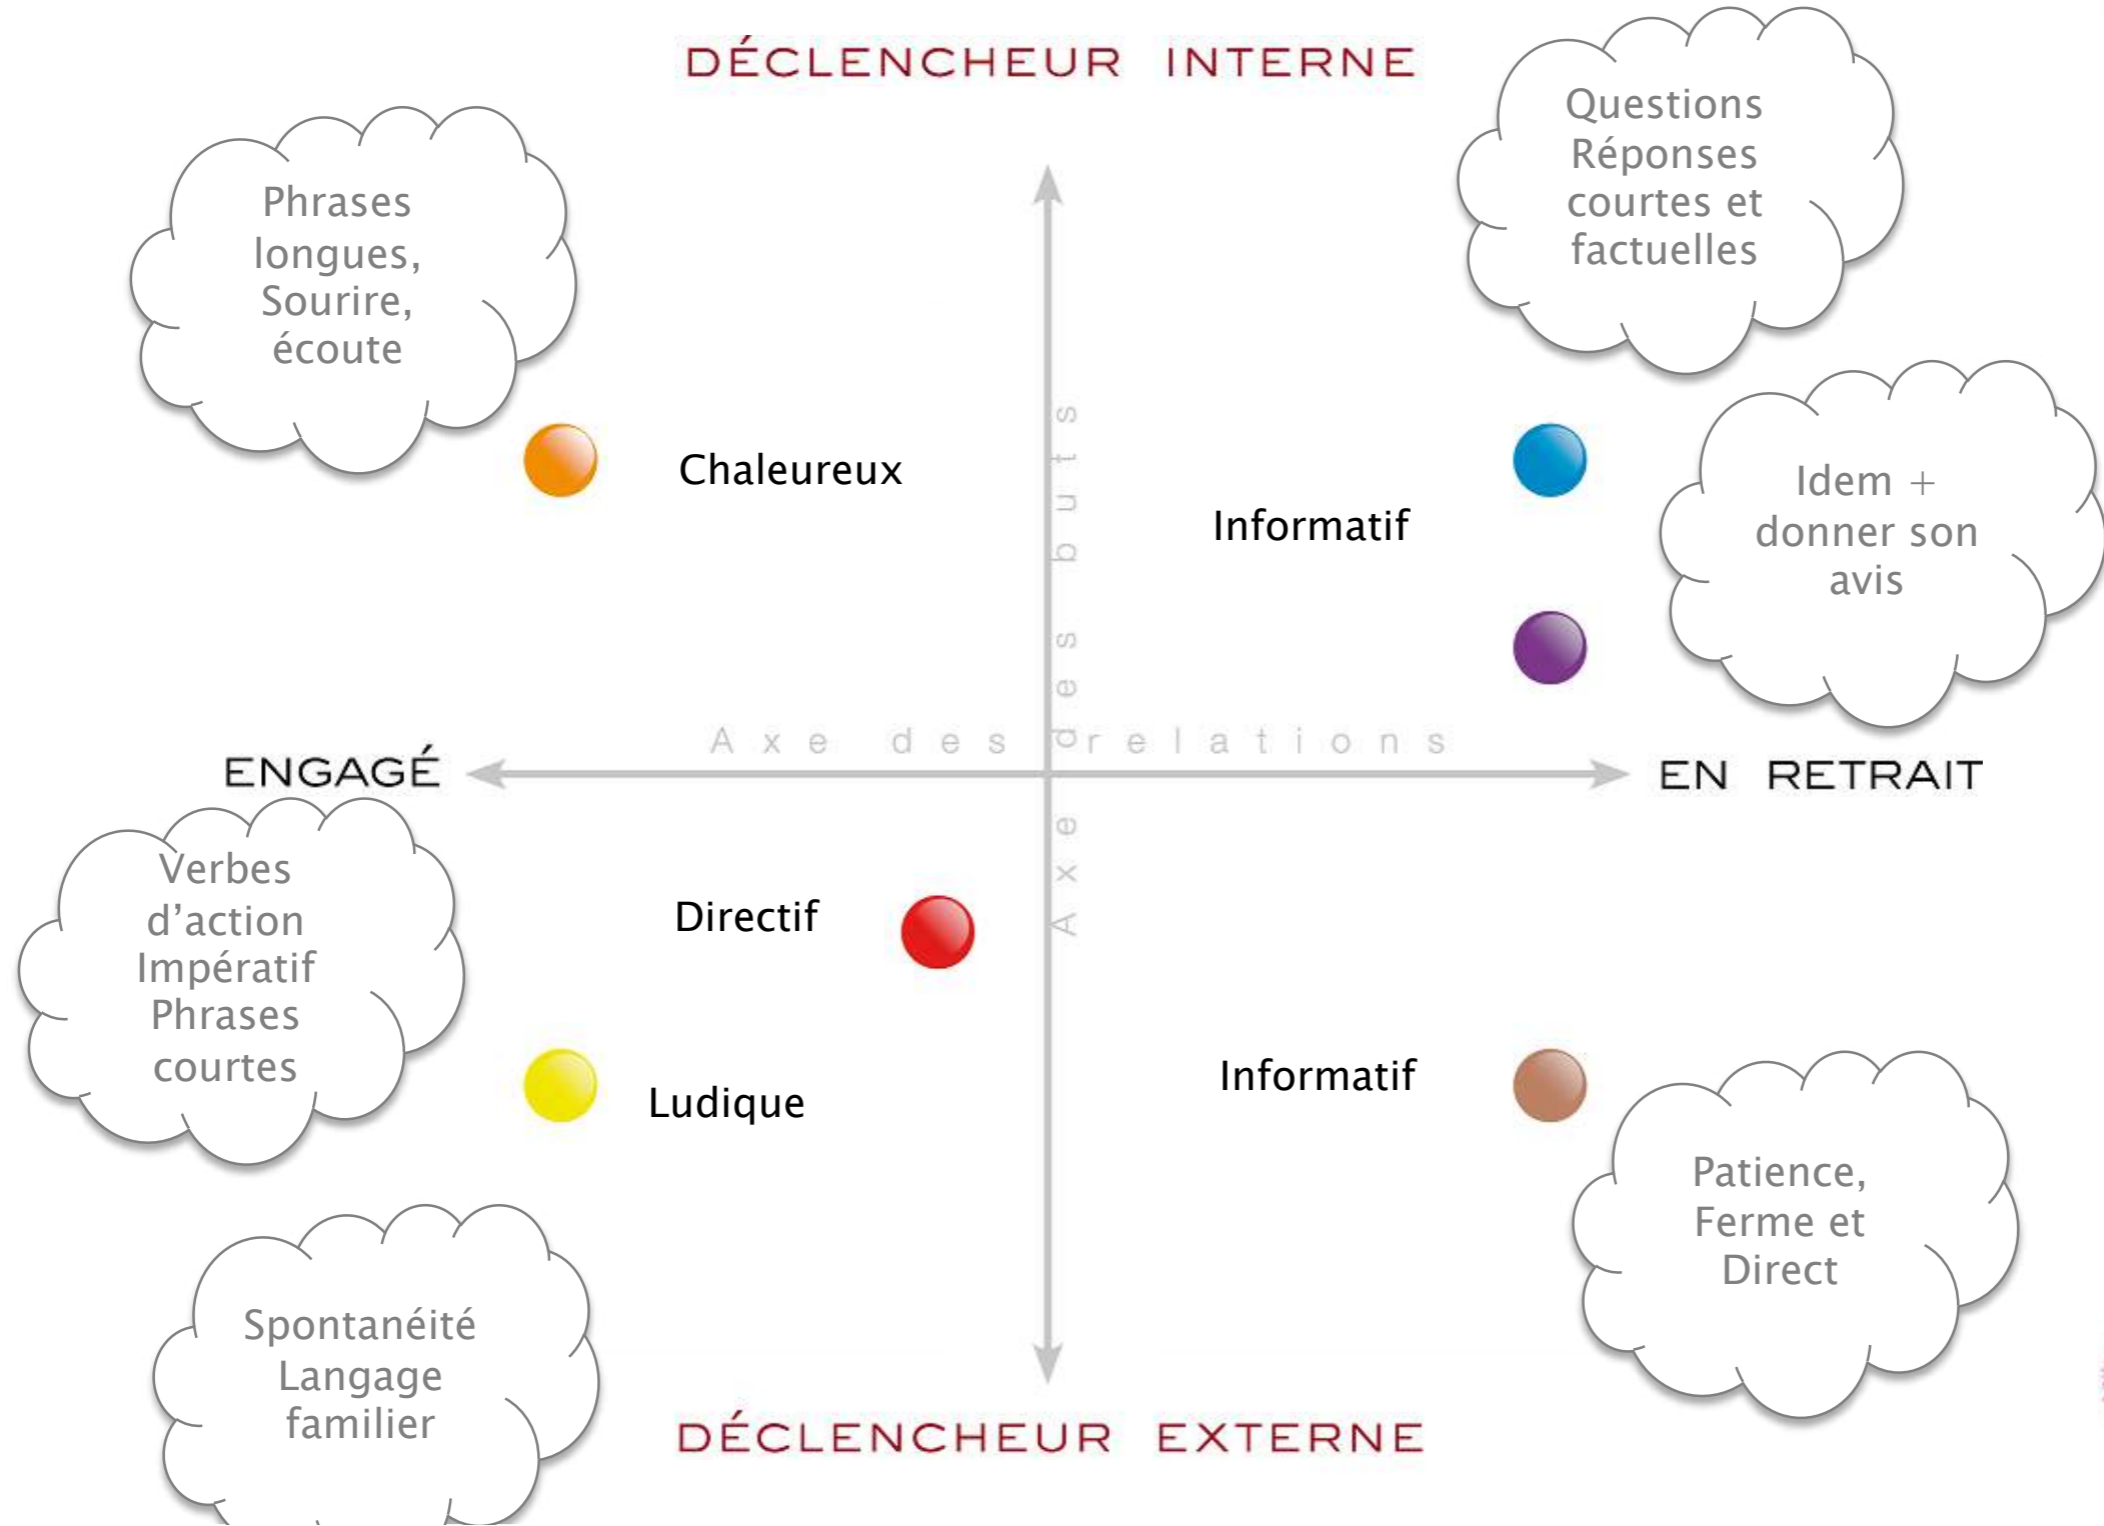 DÉCLENCHEUR INTERNE
Questions
Réponses
courtes et
factuelles
Phrases
longues,
Sourire,
écoute
Chaleureux
Informatif
Idem +
donner son
avis
Axe des buts
Axe des relations
ENGAGÉ
EN RETRAIT
Verbes
d'action
Impératif
Phrases
courtes
Directif
Ludique
Informatif
Patience,
Ferme et
Direct
Spontanéité
Langage
familier
DÉCLENCHEUR EXTERNE